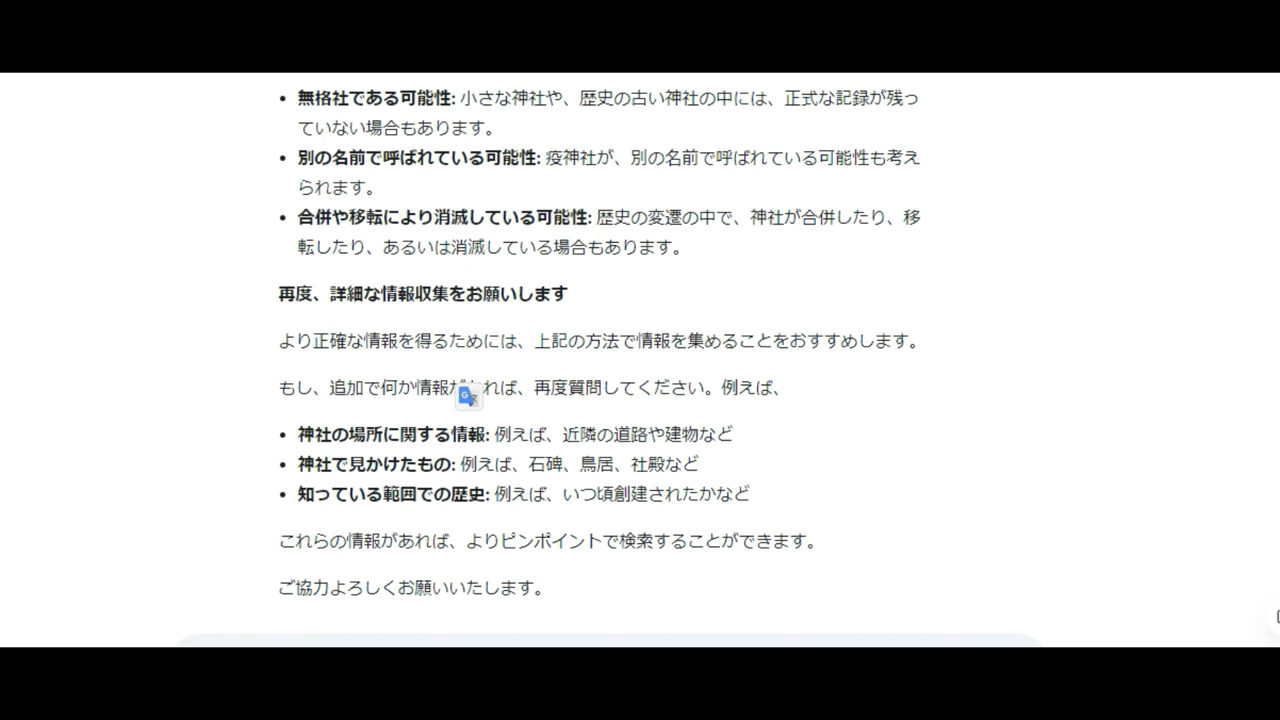 • 無格社である可能性: 小さな神社や、歴史の古い神社の中には、正式な記録が残っ
ていない場合もあります。
• 別の名前で呼ばれている可能性: 疫神社が、別の名前で呼ばれている可能性も考え
られます。
• 合併や移転により消滅している可能性: 歴史の変遷の中で、神社が合併したり、移
転したり、あるいは消滅している場合もあります。
再度、詳細な情報収集をお願いします
より正確な情報を得るためには、上記の方法で情報を集めることをおすすめします。
もし、追加で何か情報がれば、再度質問してください。例えば、
• 神社の場所に関する情報: 例えば、近隣の道路や建物など
• 神社で見かけたもの: 例えば、石碑、鳥居、社殿など
• 知っている範囲での歴史: 例えば、いつ頃創建されたかなど
これらの情報があれば、よりピンポイントで検索することができます。
ご協力よろしくお願いいたします。